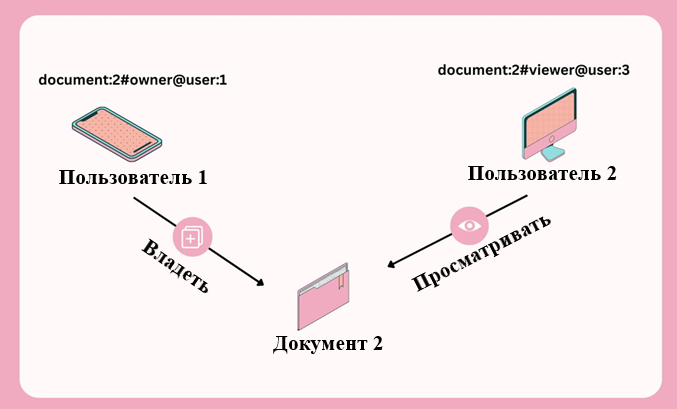 document:2#owner@user:1
document:2#viewer@user:3
Пользователь 1
Пользователь 2
Владеть
Просматривать
Документ 2